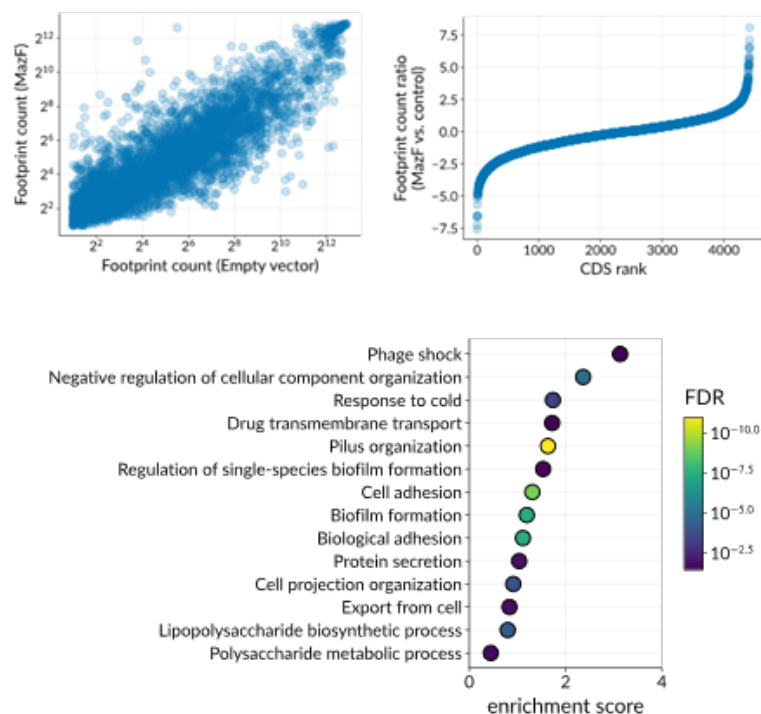 Footprint count (MazF)
2^12
2^10
2^8
2^6
2^4
2^2
2^2 2^4 2^6 2^8 2^10 2^12
Footprint count (Empty vector)
Footprint count ratio
(MazF vs. control)
7.5
5.0
2.5
0.0
−2.5
−5.0
−7.5
0 1000 2000 3000 4000
CDS rank
Phage shock
Negative regulation of cellular component organization
Response to cold
Drug transmembrane transport
Pilus organization
Regulation of single-species biofilm formation
Cell adhesion
Biofilm formation
Biological adhesion
Protein secretion
Cell projection organization
Export from cell
Lipopolysaccharide biosynthetic process
Polysaccharide metabolic process
0 2 4
enrichment score
FDR
10^−10.0
10^−7.5
10^−5.0
10^−2.5